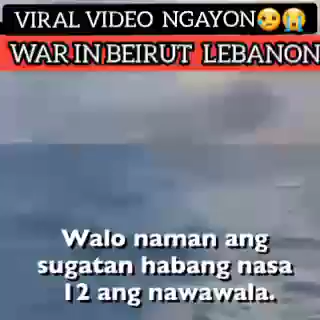 VIRAL VIDEO NGAYON🥺😭
WAR IN BEIRUT LEBANON
Walo naman ang
sugatan habang nasa
12 ang nawawala.